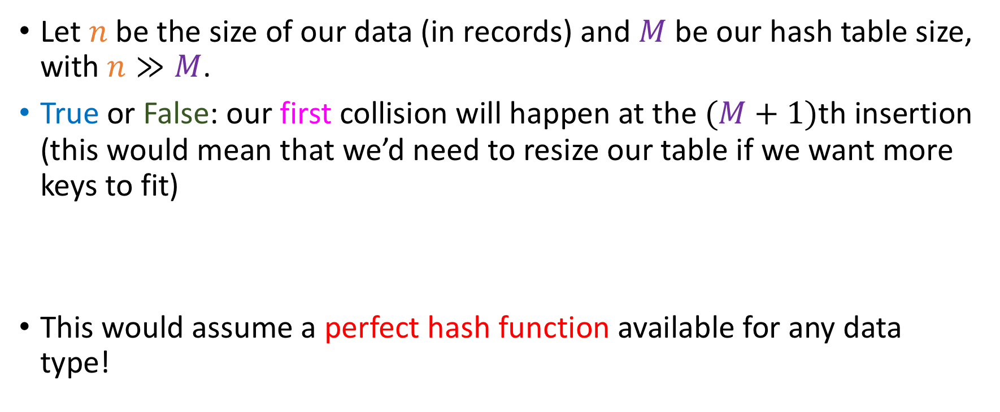 • Let n be the size of our data (in records) and M be our hash table size,
with n ≫ M.
• True or False: our first collision will happen at the (M + 1)th insertion
(this would mean that we’d need to resize our table if we want more
keys to fit)
• This would assume a perfect hash function available for any data
type!